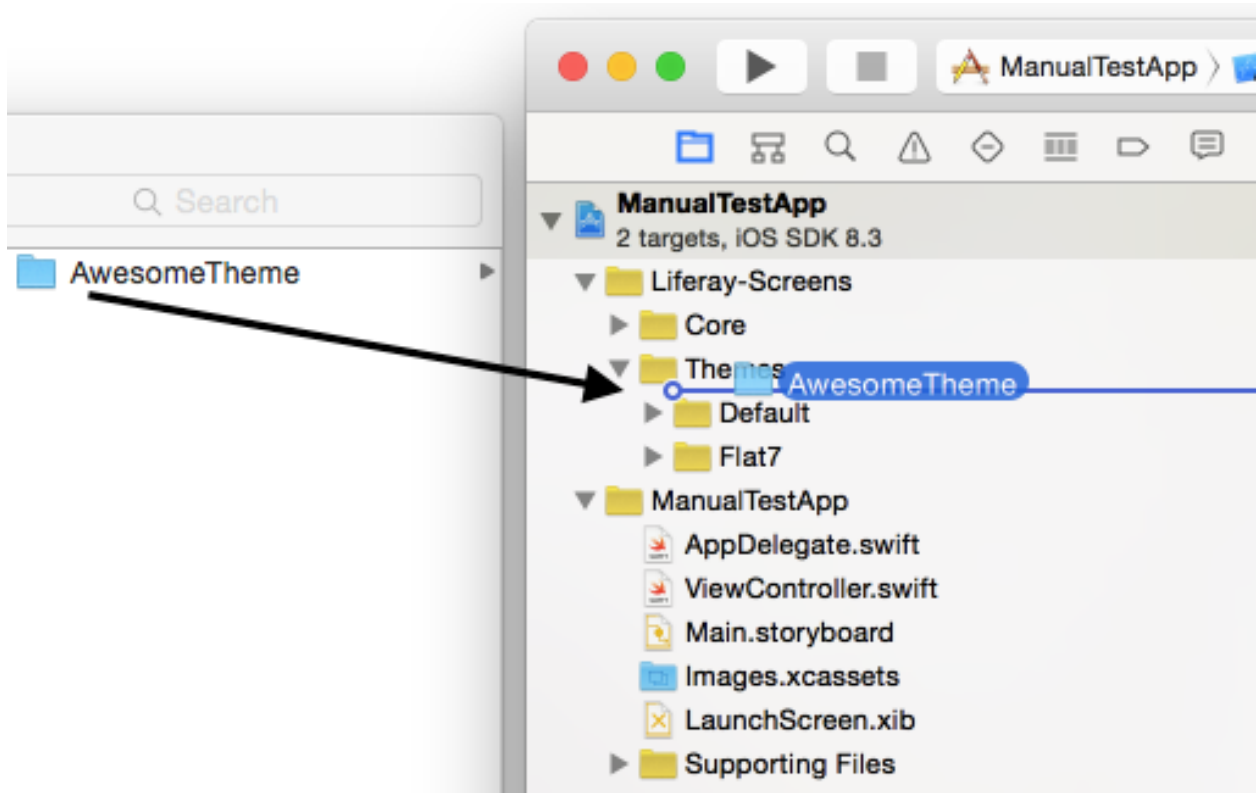 ManualTestApp
Search
ManualTestApp
2 targets, iOS SDK 8.3
AwesomeTheme
Liferay-Screens
Core
Themes
AwesomeTheme
Default
Flat7
ManualTestApp
AppDelegate.swift
ViewController.swift
Main.storyboard
Images.xcassets
LaunchScreen.xib
Supporting Files